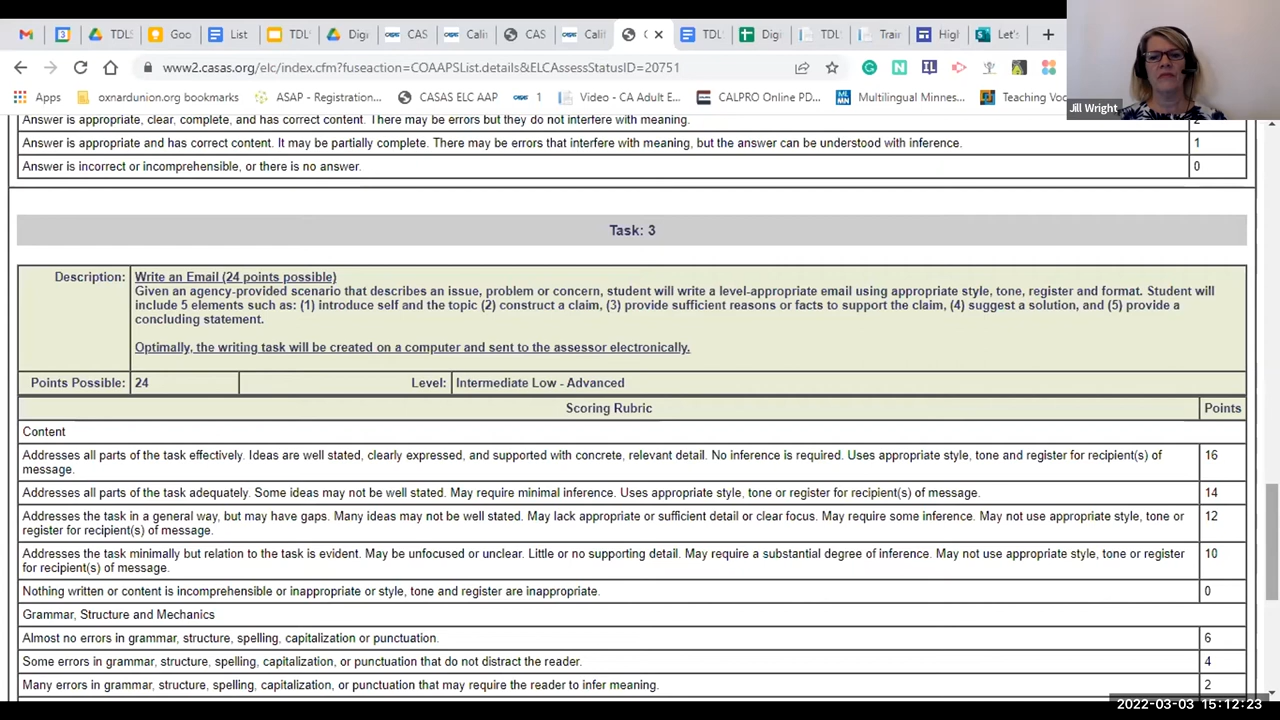 TDLS
Goo
List
TDL'
Dig
CAS
Cali
CAS
Calif
C
TDL
Dig
TDL
Trair
High
Let's
www2.casas.org/elc/index.cfm?fuseaction=COAAPSList.details&ELCAssessStatusID=20751
Apps
oxnardunion.org bookmarks
ASAP - Registration...
CASAS ELC AAP
1
Video - CA Adult E...
CALPRO Online PD...
Multilingual Minnes...
Teaching Vo
Jill Wright
Answer is appropriate, clear, complete, and has correct content. There may be errors but they do not interfere with meaning. 2
Answer is appropriate and has correct content. It may be partially complete. There may be errors that interfere with meaning, but the answer can be understood with inference. 1
Answer is incorrect or incomprehensible, or there is no answer. 0
Task: 3
Description: Write an Email (24 points possible)
Given an agency-provided scenario that describes an issue, problem or concern, student will write a level-appropriate email using appropriate style, tone, register and format. Student will
include 5 elements such as: (1) introduce self and the topic (2) construct a claim, (3) provide sufficient reasons or facts to support the claim, (4) suggest a solution, and (5) provide a
concluding statement.
Optimally, the writing task will be created on a computer and sent to the assessor electronically.
Points Possible: 24 Level: Intermediate Low - Advanced
Scoring Rubric Points
Content
Addresses all parts of the task effectively. Ideas are well stated, clearly expressed, and supported with concrete, relevant detail. No inference is required. Uses appropriate style, tone and register for recipient(s) of 16
message.
Addresses all parts of the task adequately. Some ideas may not be well stated. May require minimal inference. Uses appropriate style, tone or register for recipient(s) of message. 14
Addresses the task in a general way, but may have gaps. Many ideas may not be well stated. May lack appropriate or sufficient detail or clear focus. May require some inference. May not use appropriate style, tone or 12
register for recipient(s) of message.
Addresses the task minimally but relation to the task is evident. May be unfocused or unclear. Little or no supporting detail. May require a substantial degree of inference. May not use appropriate style, tone or register 10
for recipient(s) of message.
Nothing written or content is incomprehensible or inappropriate or style, tone and register are inappropriate. 0
Grammar, Structure and Mechanics
Almost no errors in grammar, structure, spelling, capitalization or punctuation. 6
Some errors in grammar, structure, spelling, capitalization, or punctuation that do not distract the reader. 4
Many errors in grammar, structure, spelling, capitalization, or punctuation that may require the reader to infer meaning. 2
2022-03-03 15:12:23